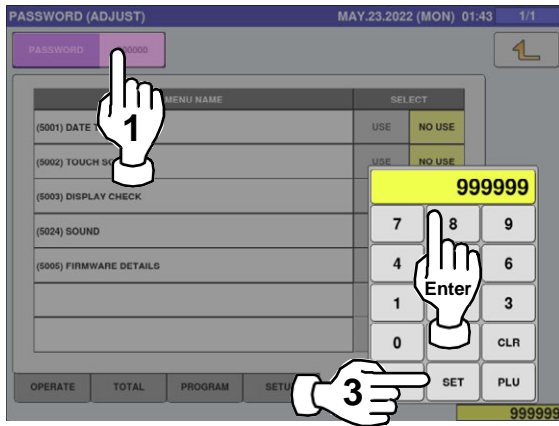 PASSWORD (ADJUST) MAY.23.2022 (MON) 01:43 1/1
PASSWORD 000000
1
MENU NAME SELECT
(5001) DATE USE NO USE
(5002) TOUCH USE NO USE
999999
(5003) DISPLAY CHECK
7 8 9
(5024) SOUND
4 6
(5005) FIRMWARE DETAILS
Enter
1 3
0 CLR
3
SET PLU
OPERATE TOTAL PROGRAM
999999